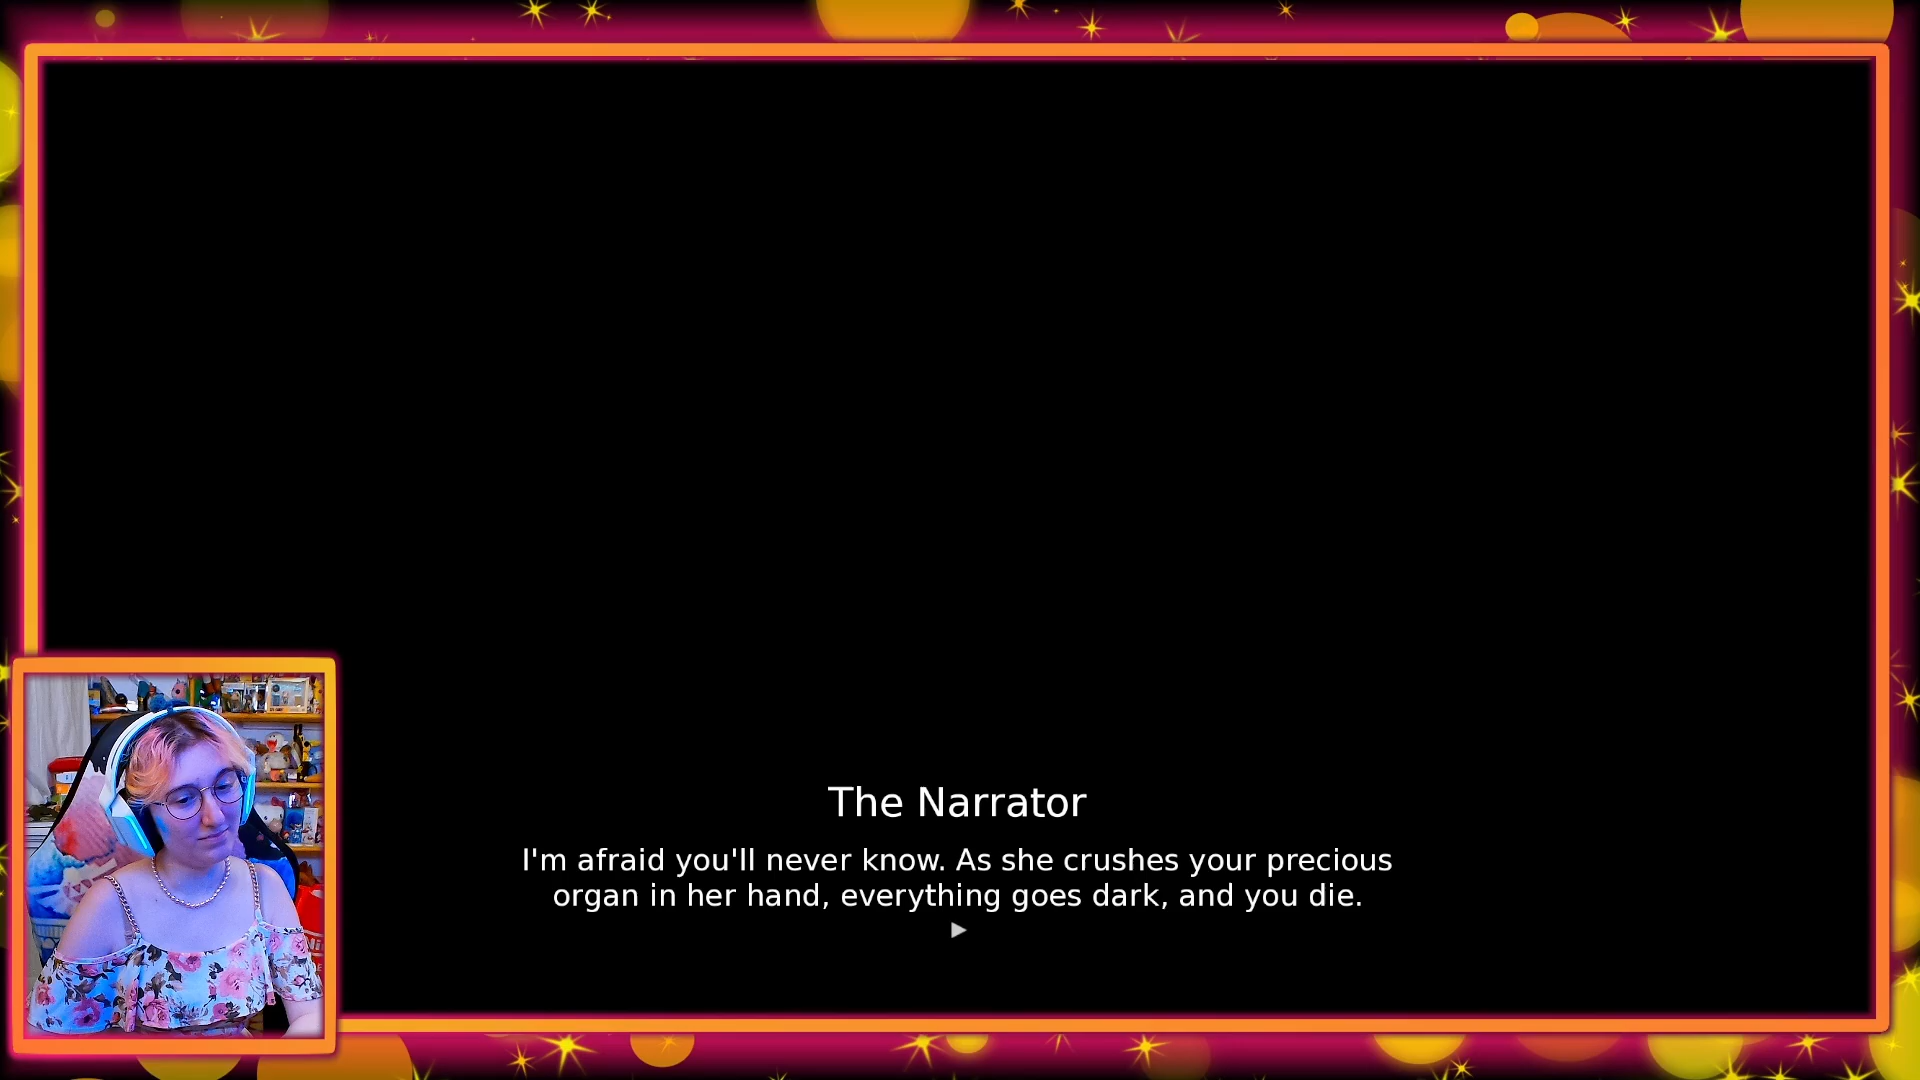 The Narrator
I'm afraid you'll never know. As she crushes your precious
organ in her hand, everything goes dark, and you die.